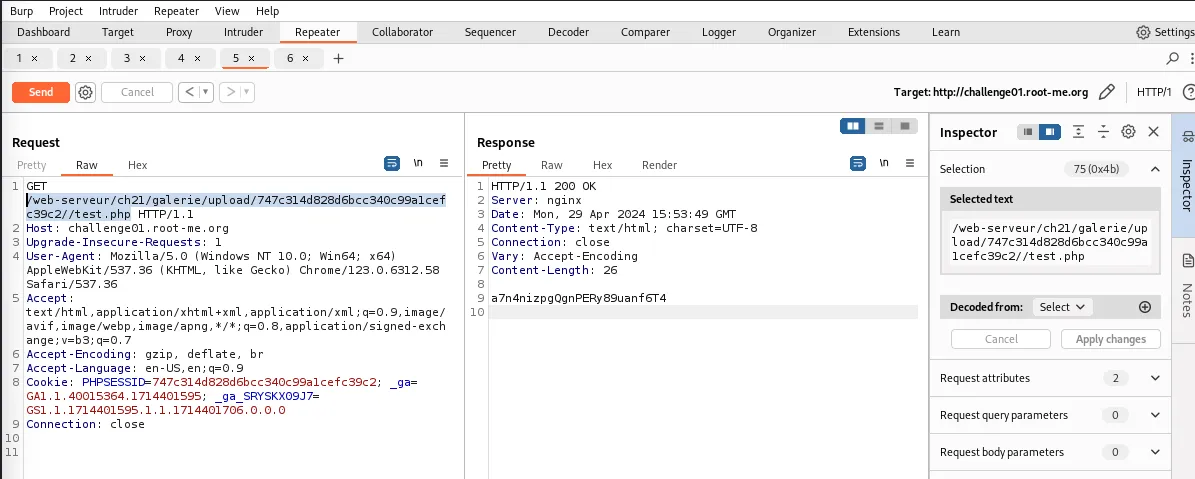 Burp Project Intruder Repeater View Help
Dashboard Target Proxy Intruder Repeater Collaborator Sequencer Decoder Comparer Logger Organizer Extensions Learn Settings
1 × 2 × 3 × 4 × 5 × 6 × +
Send Cancel < ▾ > ▾ Target: http://challenge01.root-me.org HTTP/1 ?
Request
Pretty Raw Hex \n
1 GET
/web-serveur/ch21/galerie/upload/747c314d828d6bcc340c99a1cef
c39c2//test.php HTTP/1.1
2 Host: challenge01.root-me.org
3 Upgrade-Insecure-Requests: 1
4 User-Agent: Mozilla/5.0 (Windows NT 10.0; Win64; x64)
AppleWebKit/537.36 (KHTML, like Gecko) Chrome/123.0.6312.58
Safari/537.36
5 Accept:
text/html,application/xhtml+xml,application/xml;q=0.9,image/
avif,image/webp,image/apng,*/*;q=0.8,application/signed-exch
ange;v=b3;q=0.7
6 Accept-Encoding: gzip, deflate, br
7 Accept-Language: en-US,en;q=0.9
8 Cookie: PHPSESSID=747c314d828d6bcc340c99a1cefc39c2; _ga=
GA1.1.40015364.1714401595; _ga_SRYSKX09J7=
GS1.1.1714401595.1.1.1714401706.0.0.0
9 Connection: close
10
11
Response
Pretty Raw Hex Render \n
1 HTTP/1.1 200 OK
2 Server: nginx
3 Date: Mon, 29 Apr 2024 15:53:49 GMT
4 Content-Type: text/html; charset=UTF-8
5 Connection: close
6 Vary: Accept-Encoding
7 Content-Length: 26
8
9 a7n4nizpgQgnPERy89uanf6T4
10
Inspector
Selection 75 (0x4b)
Selected text
/web-serveur/ch21/galerie/up
load/747c314d828d6bcc340c99a
1cefc39c2//test.php
Decoded from: Select
Cancel Apply changes
Request attributes 2
Request query parameters 0
Request body parameters 0
Inspector
Notes